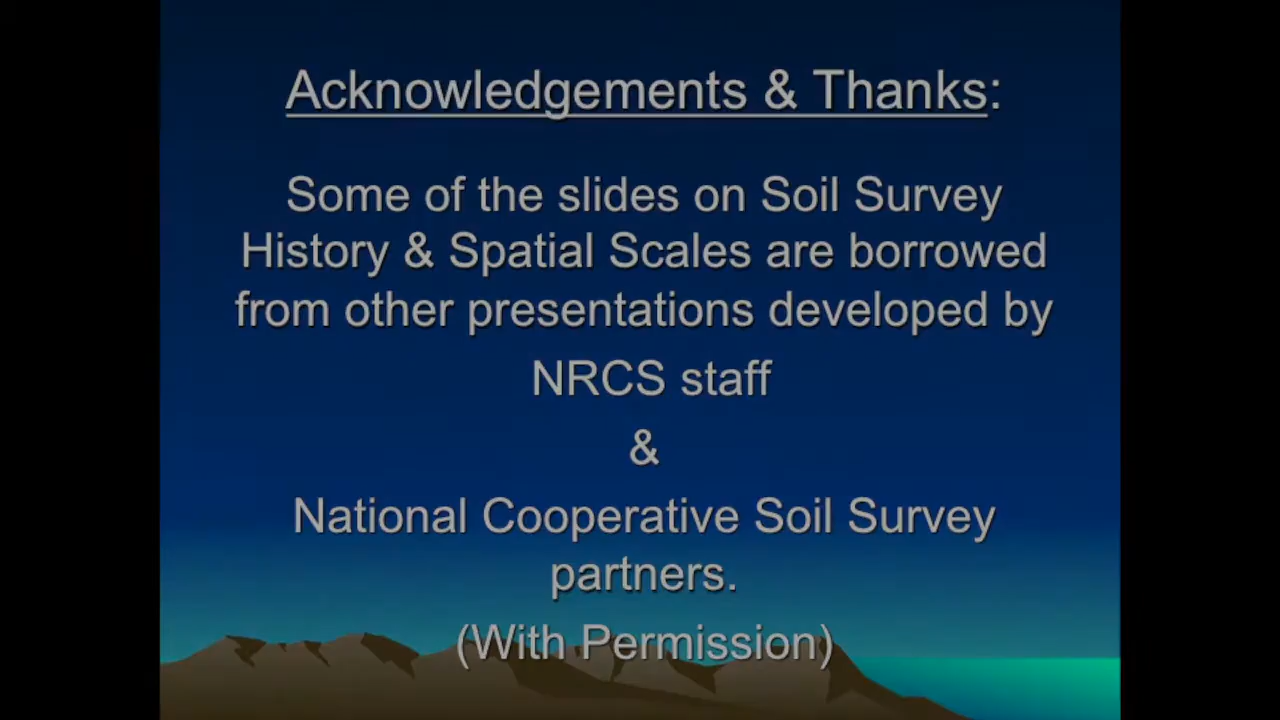 Acknowledgements & Thanks:
Some of the slides on Soil Survey
History & Spatial Scales are borrowed
from other presentations developed by
NRCS staff
&
National Cooperative Soil Survey
partners.
(With Permission)